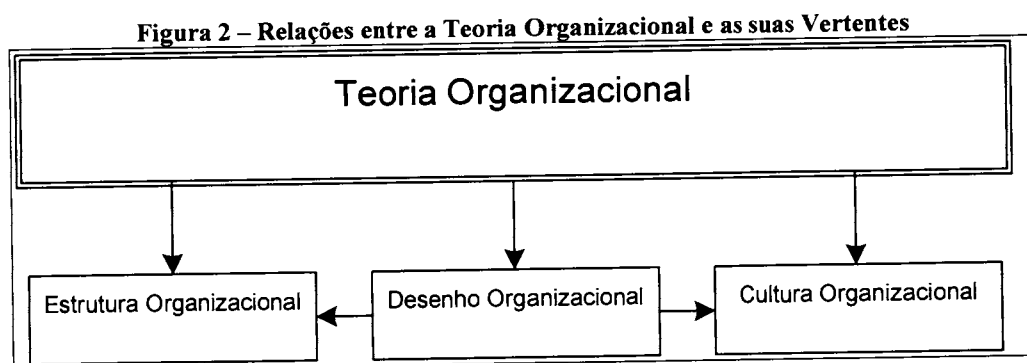 Figura 2 – Relações entre a Teoria Organizacional e as suas Vertentes
Teoria Organizacional
Estrutura Organizacional
Desenho Organizacional
Cultura Organizacional